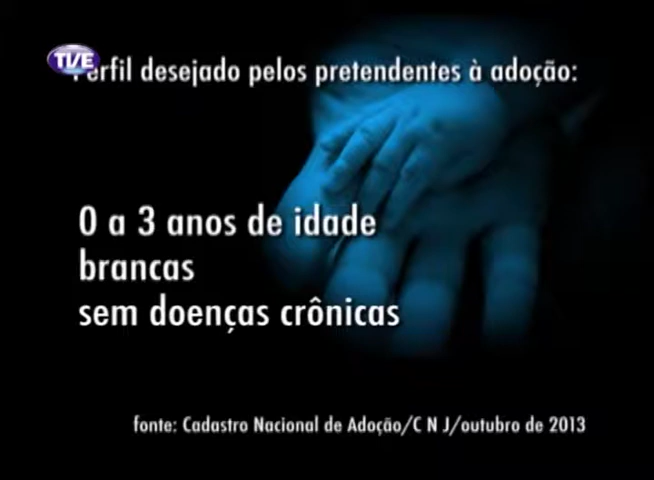 TVE
Perfil desejado pelos pretendentes à adoção:
0 a 3 anos de idade
brancas
sem doenças crônicas
fonte: Cadastro Nacional de Adoção/C N J/outubro de 2013